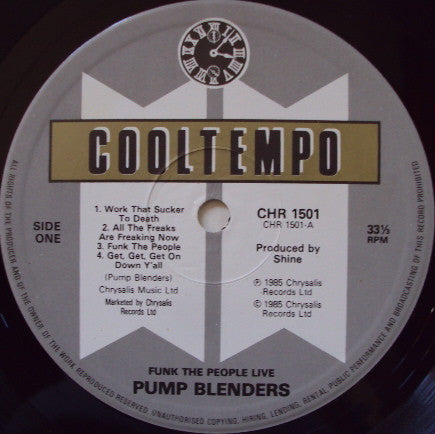 COOLTEMPO
SIDE
ONE
1. Work That Sucker
To Death
2. All The Freaks
Are Freaking Now
3. Funk The People
4. Get, Get, Get On
Down Y'all
(Pump Blenders)
Chrysalis Music Ltd
Marketed by Chrysalis
Records Ltd
CHR 1501
CHR 1501-A
33⅓
RPM
Produced by
Shine
℗ 1985 Chrysalis
Records Ltd
© 1985 Chrysalis
Records Ltd
FUNK THE PEOPLE LIVE
PUMP BLENDERS
ALL RIGHTS OF THE PRODUCER AND OF THE OWNER OF THE WORK REPRODUCED RESERVED. UNAUTHORISED COPYING, HIRING, LENDING, RENTAL, PUBLIC PERFORMANCE AND BROADCASTING OF THIS RECORD PROHIBITED